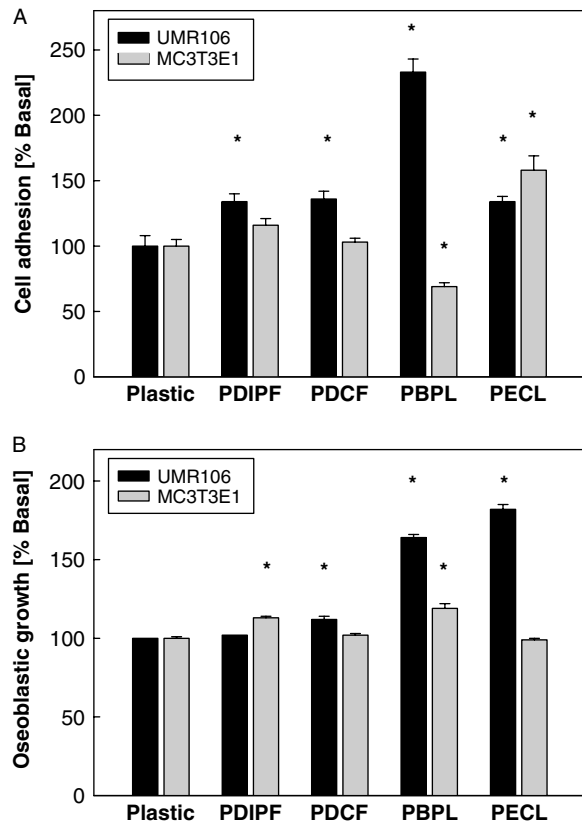 A
UMR106
MC3T3E1
Cell adhesion [% Basal]
250
200
150
100
50
0
*
*
*
*
*
*
Plastic PDIPF PDCF PBPL PECL
B
UMR106
MC3T3E1
Oseoblastic growth [% Basal]
200
150
100
50
0
*
*
*
*
*
Plastic PDIPF PDCF PBPL PECL